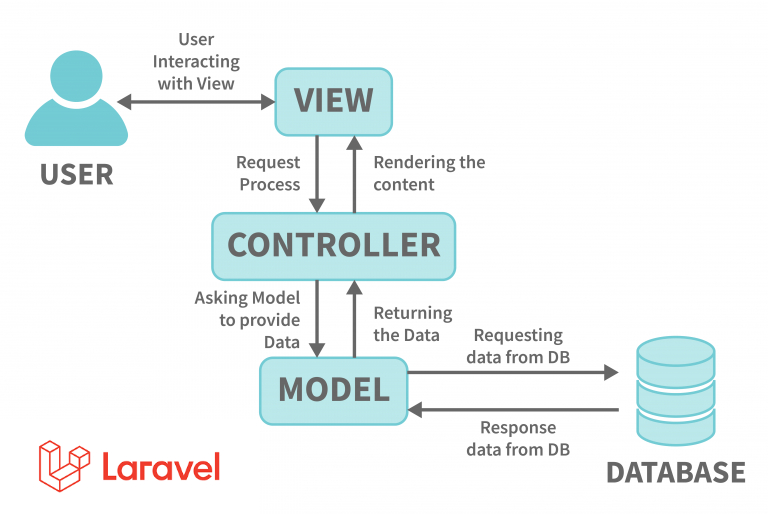 User
Interacting
with View
VIEW
USER
Request
Process
Rendering the
content
CONTROLLER
Asking Model
to provide
Data
Returning
the Data
Requesting
data from DB
MODEL
Response
data from DB
DATABASE
Laravel